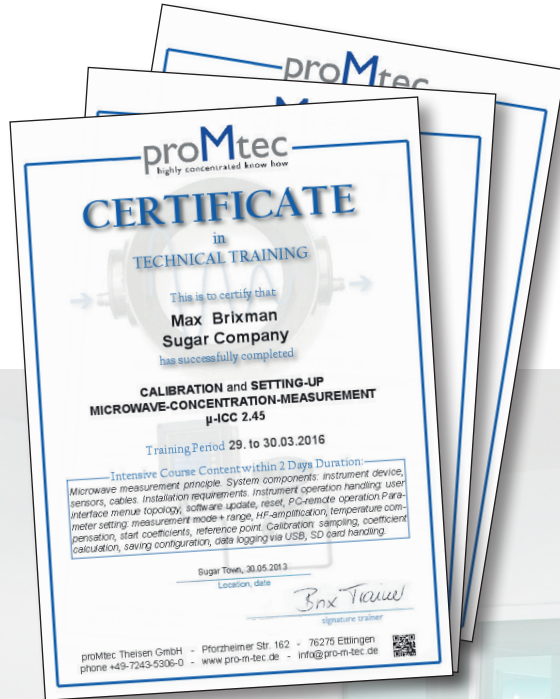 proMtec
proMtec
highly concentrated know how
CERTIFICATE
in
TECHNICAL TRAINING
This is to certify that
Max Brixman
Sugar Company
has successfully completed
CALIBRATION and SETTING-UP
MICROWAVE-CONCENTRATION-MEASUREMENT
µ-ICC 2.45
Training Period 29. to 30.03.2016
Intensive Course Content within 2 Days Duration:
Microwave measurement principle. System components: instrument device,
sensors, cables. Installation requirements. Instrument operation handling: user
interface menue topology, software update, reset, PC-remote operation Para-
meter setting: measurement mode + range, HF-amplification, temperature com-
pensation, start coefficients, reference point. Calibration: sampling, coefficient
calculation, saving configuration, data logging via USB, SD card handling.
Sugar Town, 30.05.2013
Location, date
Brix Trainer
signature trainer
proMtec Theisen GmbH - Pforzheimer Str. 162 - 76275 Ettlingen
phone +49-7243-5306-0 - www.pro-m-tec.de - info@pro-m-tec.de